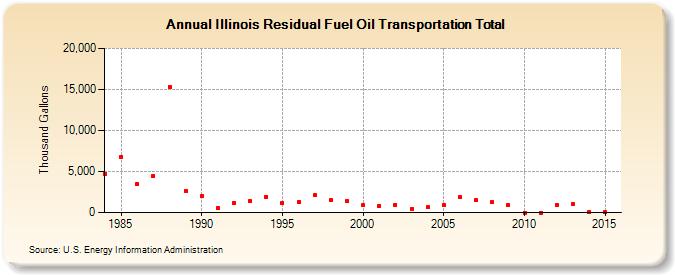 Annual Illinois Residual Fuel Oil Transportation Total
Thousand Gallons
20,000
15,000
10,000
5,000
0
1985 1990 1995 2000 2005 2010 2015
Source: U.S. Energy Information Administration